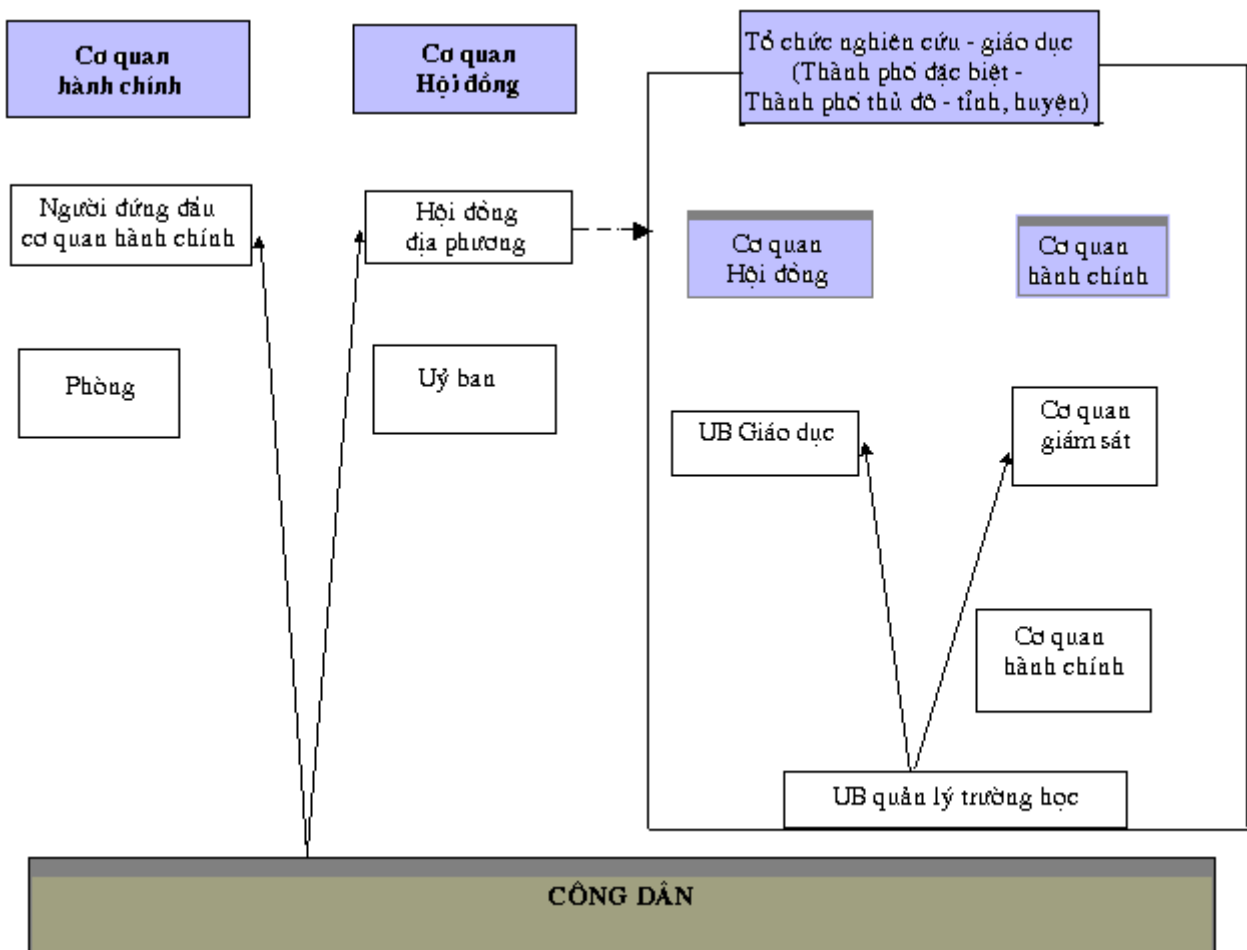 Cơ quan
hành chính
Cơ quan
Hội đồng
Tổ chức nghiên cứu - giáo dục
(Thành phố đặc biệt -
Thành phố thủ đô - tỉnh, huyện)
Người đứng đầu
cơ quan hành chính
Hội đồng
địa phương
Cơ quan
Hội đồng
Cơ quan
hành chính
Phòng
Uỷ ban
UB Giáo dục
Cơ quan
giám sát
Cơ quan
hành chính
UB quản lý trường học
CÔNG DÂN